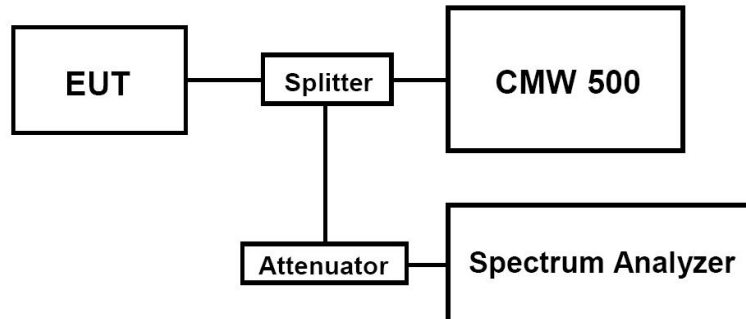 EUT
Splitter
CMW 500
Attenuator
Spectrum Analyzer